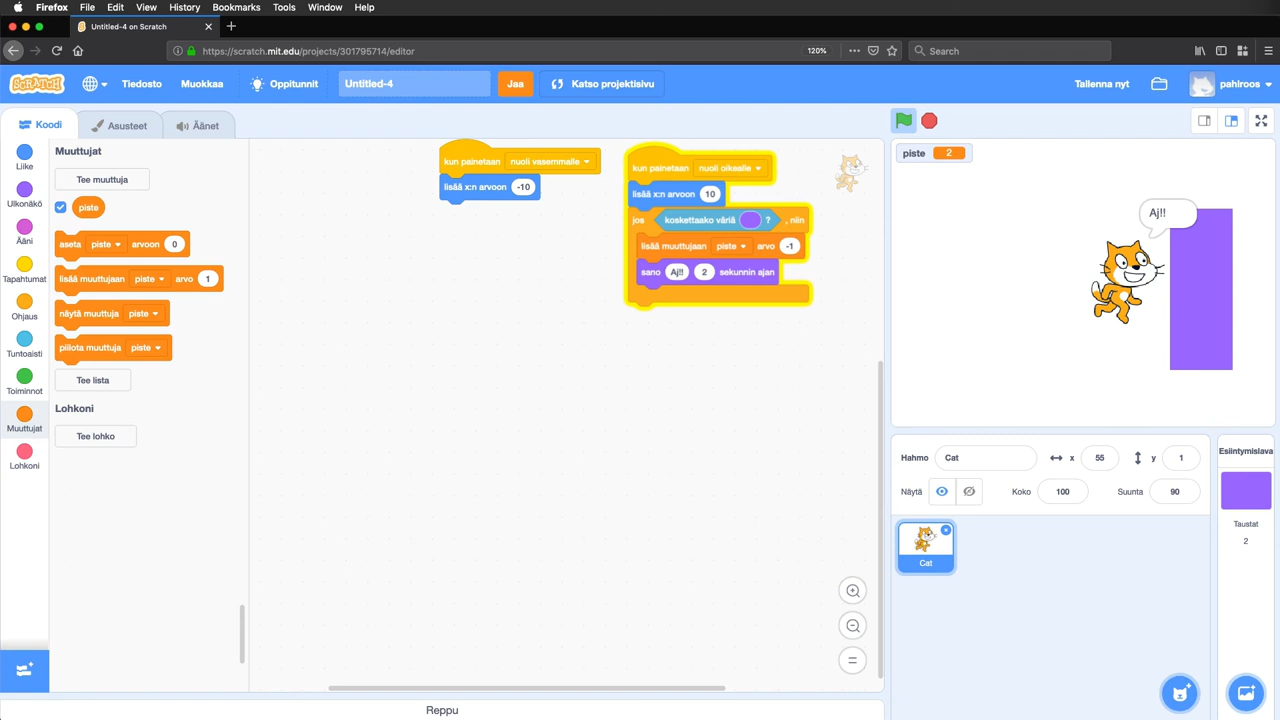 Firefox File Edit View History Bookmarks Tools Window Help
Untitled-4 on Scratch
https://scratch.mit.edu/projects/301795714/editor
120%
Search
SCRATCH
Tiedosto
Muokkaa
Oppitunnit
Untitled-4
Jaa
Katso projektisivu
Tallenna nyt
pahlroos
Koodi
Asusteet
Äänet
Liike
Ulkonäkö
Ääni
Tapahtumat
Ohjaus
Tuntoaisti
Toiminnot
Muuttujat
Lohkoni
Muuttujat
Tee muuttuja
piste
aseta piste arvoon 0
lisää muuttujaan piste arvo 1
näytä muuttuja piste
piilota muuttuja piste
Tee lista
Lohkoni
Tee lohko
kun painetaan nuoli vasemmalle
lisää x:n arvoon -10
kun painetaan nuoli oikealle
lisää x:n arvoon 10
jos koskettaako väriä ? , niin
lisää muuttujaan piste arvo -1
sano Aj!! 2 sekunnin ajan
piste 2
Aj!!
Hahmo Cat x 55 y 1
Näytä Koko 100 Suunta 90
Cat
Esiintymislava
Taustat
2
Reppu